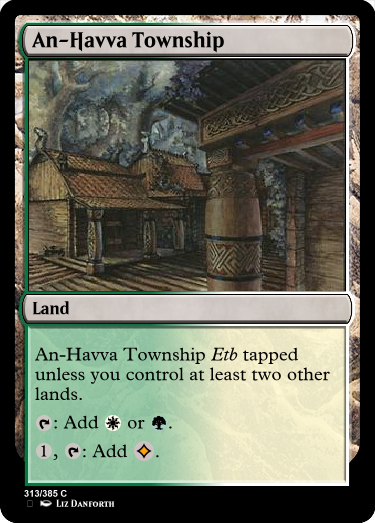 An-Havva Township
Land
An-Havva Township Etb tapped
unless you control at least two other
lands.
: Add or .
1, : Add .
313/385 C
Liz Danforth